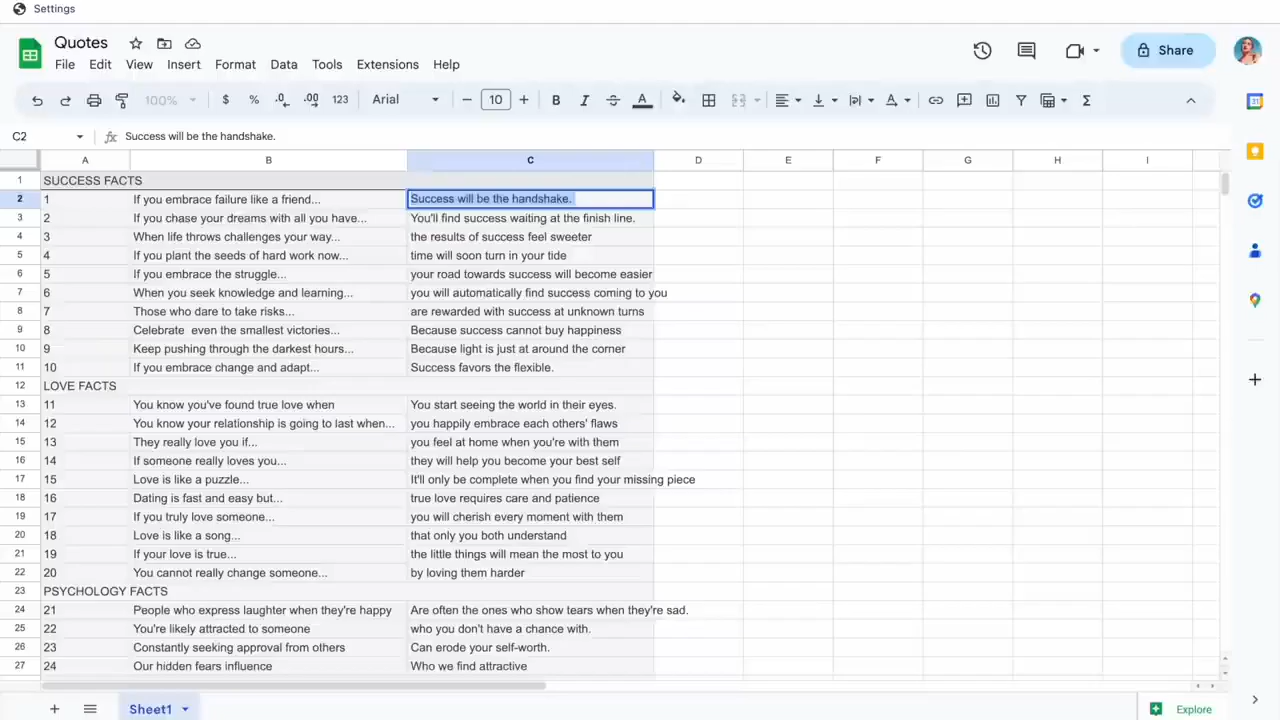 Settings
Quotes
File Edit View Insert Format Data Tools Extensions Help
Share
100% $ % .0 .00 123 Arial 10 B I A
C2 fx Success will be the handshake.
A B C D E F G H I
1 SUCCESS FACTS
2 1 If you embrace failure like a friend... Success will be the handshake.
3 2 If you chase your dreams with all you have... You'll find success waiting at the finish line.
4 3 When life throws challenges your way... the results of success feel sweeter
5 4 If you plant the seeds of hard work now... time will soon turn in your tide
6 5 If you embrace the struggle... your road towards success will become easier
7 6 When you seek knowledge and learning... you will automatically find success coming to you
8 7 Those who dare to take risks... are rewarded with success at unknown turns
9 8 Celebrate  even the smallest victories... Because success cannot buy happiness
10 9 Keep pushing through the darkest hours... Because light is just at around the corner
11 10 If you embrace change and adapt... Success favors the flexible.
12 LOVE FACTS
13 11 You know you've found true love when You start seeing the world in their eyes.
14 12 You know your relationship is going to last when... you happily embrace each others' flaws
15 13 They really love you if... you feel at home when you're with them
16 14 If someone really loves you... they will help you become your best self
17 15 Love is like a puzzle... It'll only be complete when you find your missing piece
18 16 Dating is fast and easy but... true love requires care and patience
19 17 If you truly love someone... you will cherish every moment with them
20 18 Love is like a song... that only you both understand
21 19 If your love is true... the little things will mean the most to you
22 20 You cannot really change someone... by loving them harder
23 PSYCHOLOGY FACTS
24 21 People who express laughter when they're happy Are often the ones who show tears when they're sad.
25 22 You're likely attracted to someone who you don't have a chance with.
26 23 Constantly seeking approval from others Can erode your self-worth.
27 24 Our hidden fears influence Who we find attractive
Sheet1 Explore